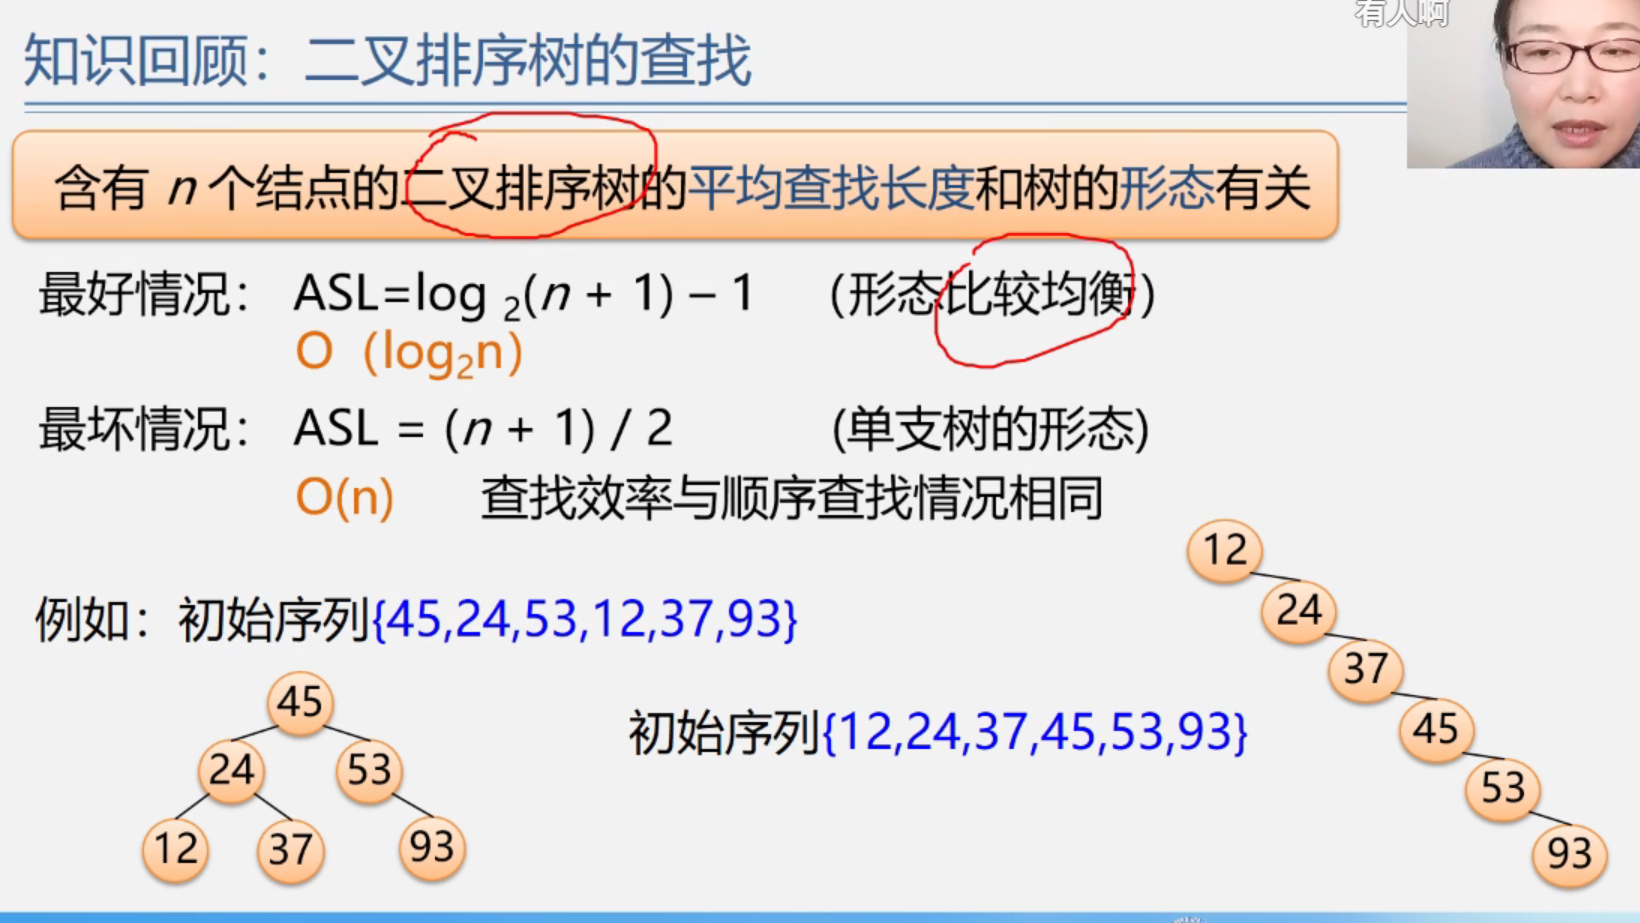 有人啊
知识回顾：二叉排序树的查找
含有 n 个结点的二叉排序树的平均查找长度和树的形态有关
最好情况： ASL=log ₂(n + 1) – 1 （形态比较均衡）
O（log₂n）
最坏情况： ASL = (n + 1) / 2 (单支树的形态)
O(n) 查找效率与顺序查找情况相同
例如：初始序列{45,24,53,12,37,93}
45
24 53
12 37 93
初始序列{12,24,37,45,53,93}
12
24
37
45
53
93